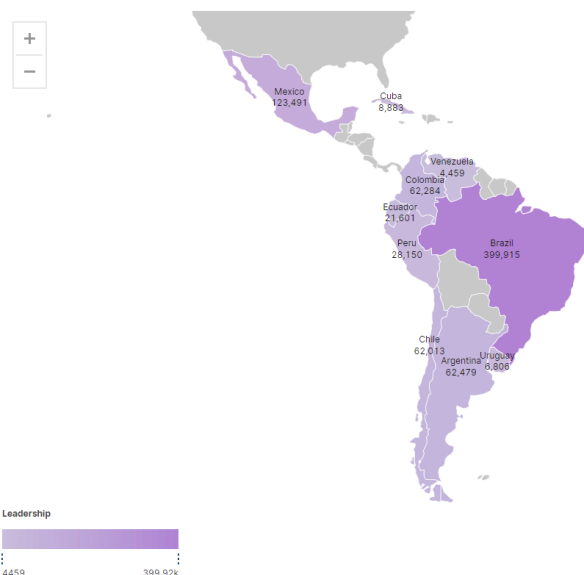 +
−
Mexico
123,491
Cuba
8,883
Venezuela
4,459
Colombia
62,284
Ecuador
21,601
Peru
28,150
Brazil
399,915
Chile
62,013
Argentina
62,479
Uruguay
6,806
Leadership
4459
399.92k